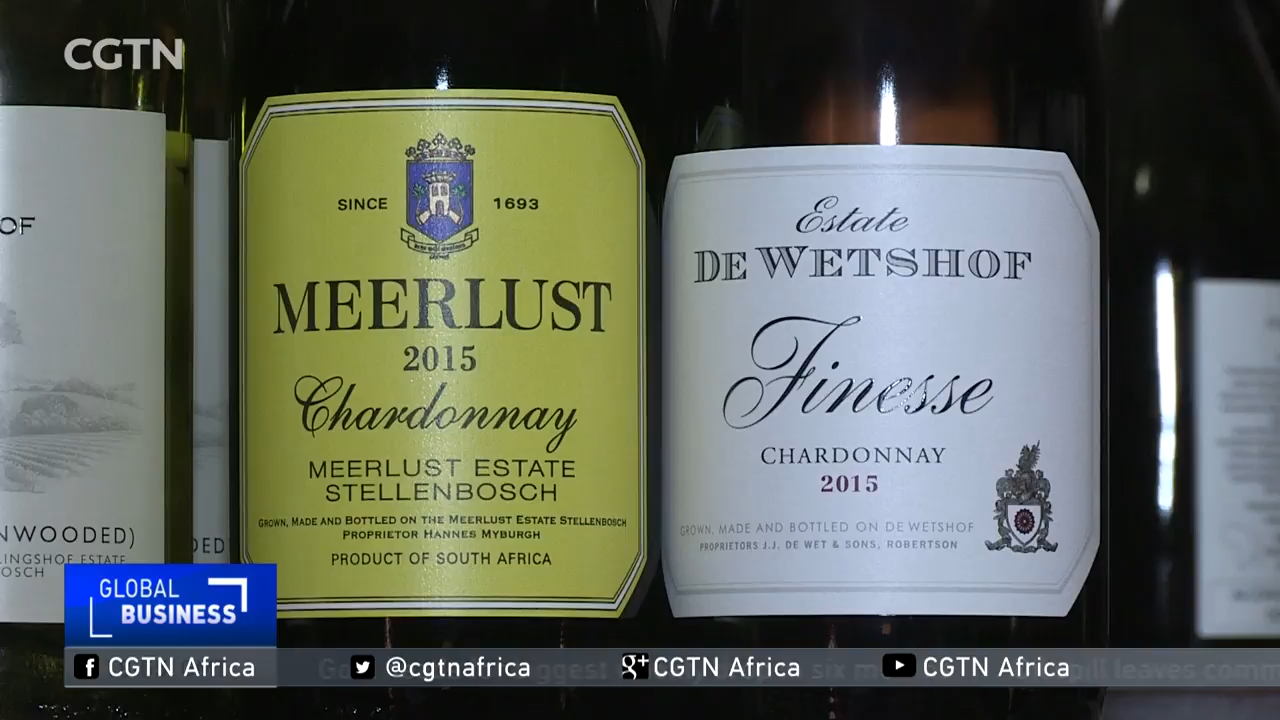 CGTN
OF
NWOODED)
LINGSHOF ESTATE
OSCH
DED
SINCE 1693
MEERLUST
2015
Chardonnay
MEERLUST ESTATE
STELLENBOSCH
GROWN, MADE AND BOTTLED ON THE MEERLUST ESTATE STELLENBOSCH
PROPRIETOR HANNES MYBURGH
PRODUCT OF SOUTH AFRICA
Estate
DE WETSHOF
Finesse
CHARDONNAY
2015
GROWN, MADE AND BOTTLED ON DE WETSHOF
PROPRIETORS J.J. DE WET & SONS, ROBERTSON
GLOBAL
BUSINESS
CGTN Africa @cgtnafrica g+ CGTN Africa CGTN Africa